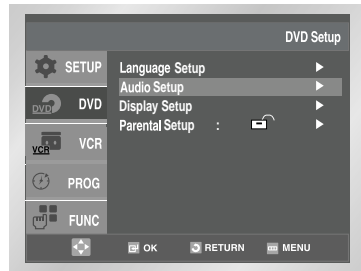 DVD Setup
SETUP
DVD DVD
VCR VCR
PROG
FUNC
Language Setup ►
Audio Setup ►
Display Setup ►
Parental Setup : ►
OK RETURN MENU